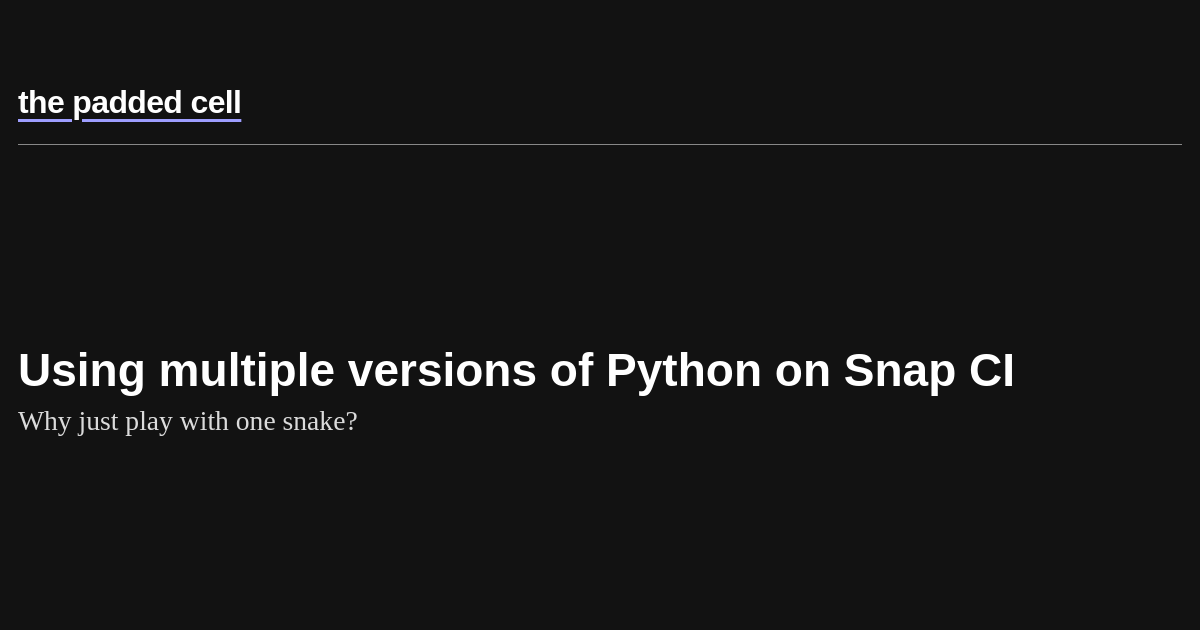 the padded cell
Using multiple versions of Python on Snap CI
Why just play with one snake?